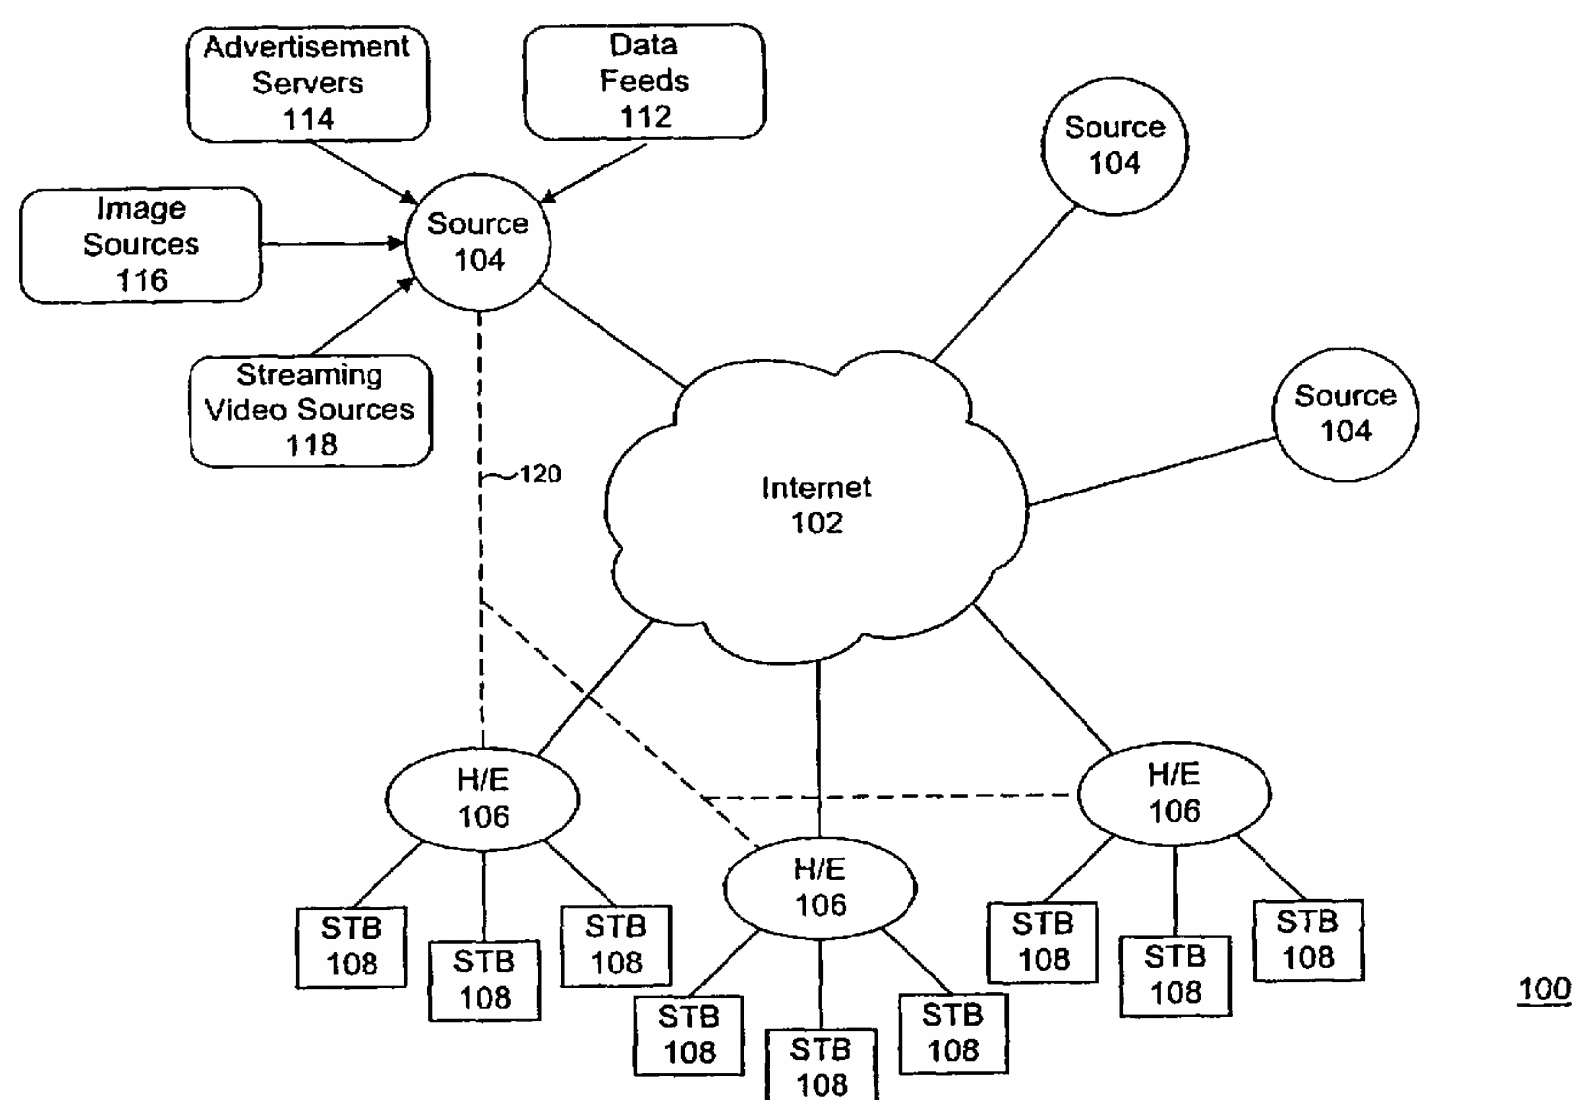 Advertisement
Servers
114
Data
Feeds
112
Source
104
Image
Sources
116
Source
104
Streaming
Video Sources
118
Source
104
120
Internet
102
H/E
106
H/E
106
H/E
106
STB
108
STB
108
STB
108
STB
108
STB
108
STB
108
STB
108
STB
108
STB
108
100